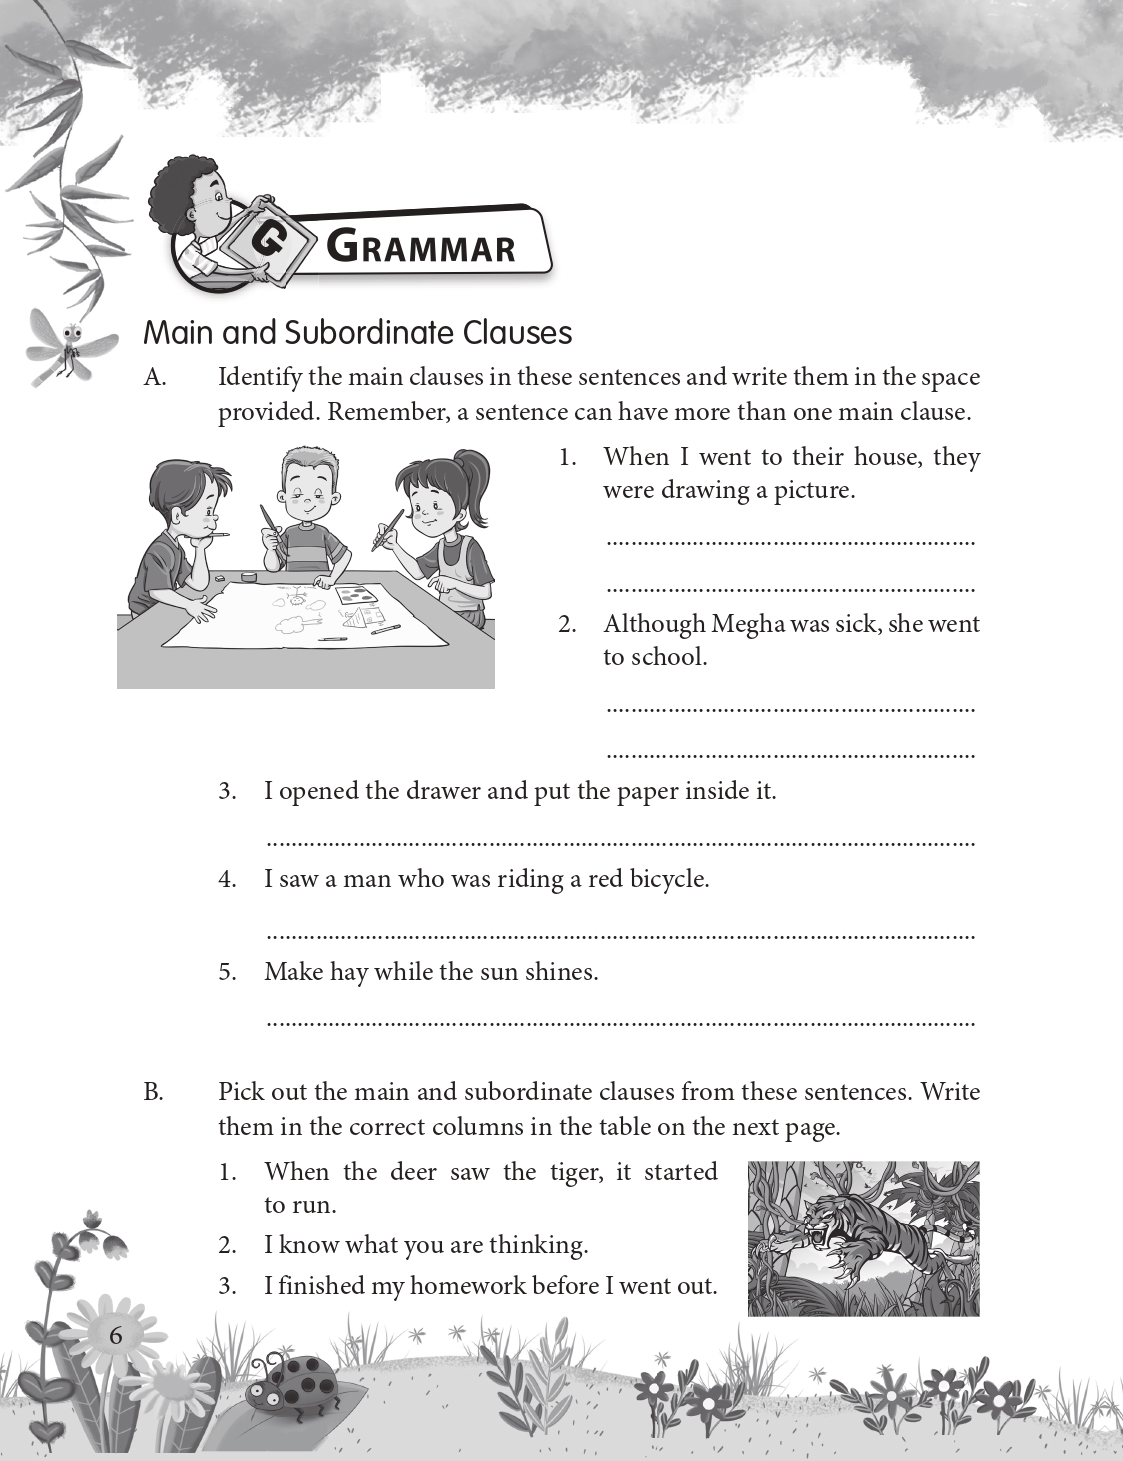 G
GRAMMAR
Main and Subordinate Clauses
A. Identify the main clauses in these sentences and write them in the space
provided. Remember, a sentence can have more than one main clause.
1. When I went to their house, they
were drawing a picture.
............................................................
............................................................
2. Although Megha was sick, she went
to school.
............................................................
............................................................
3. I opened the drawer and put the paper inside it.
....................................................................................................................
4. I saw a man who was riding a red bicycle.
....................................................................................................................
5. Make hay while the sun shines.
....................................................................................................................
B. Pick out the main and subordinate clauses from these sentences. Write
them in the correct columns in the table on the next page.
1. When the deer saw the tiger, it started
to run.
2. I know what you are thinking.
3. I finished my homework before I went out.
6